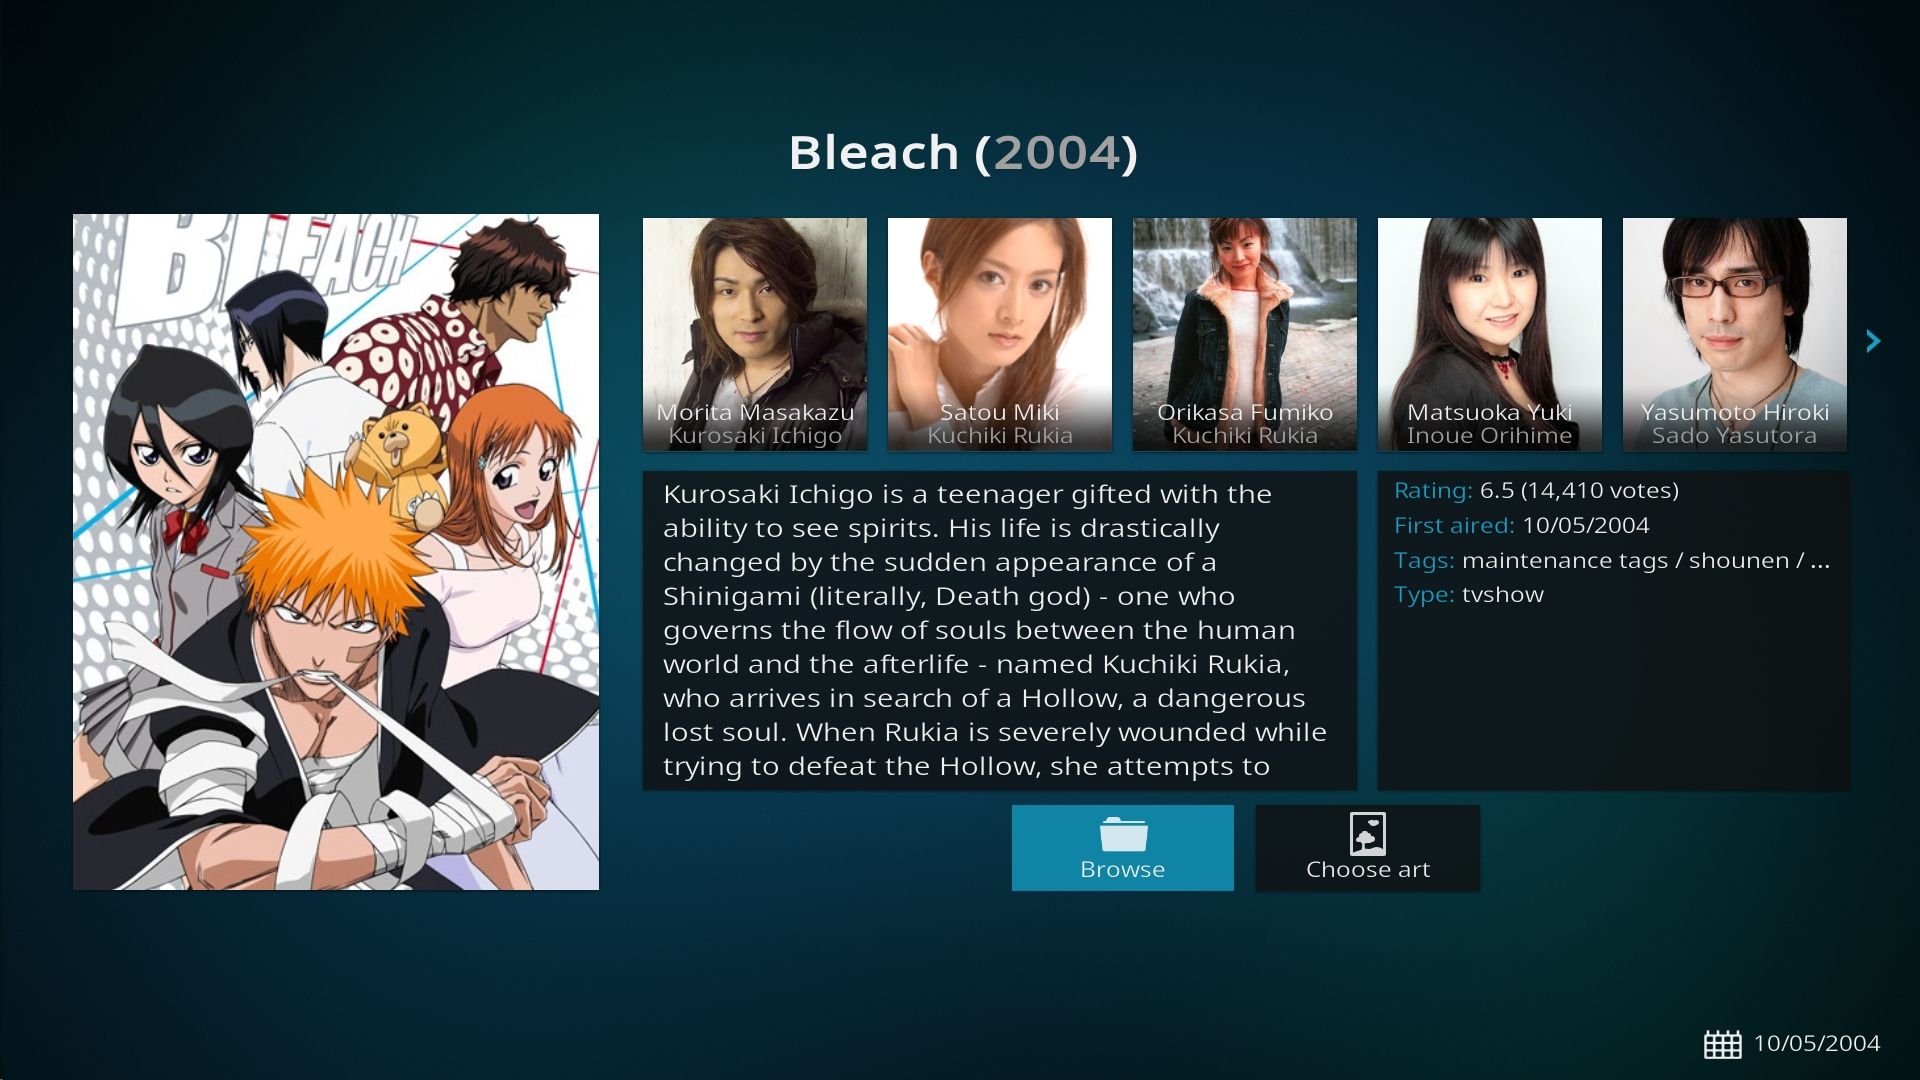 Bleach (2004)
BLEACH
Morita Masakazu
Kurosaki Ichigo
Satou Miki
Kuchiki Rukia
Orikasa Fumiko
Kuchiki Rukia
Matsuoka Yuki
Inoue Orihime
Yasumoto Hiroki
Sado Yasutora
Kurosaki Ichigo is a teenager gifted with the
ability to see spirits. His life is drastically
changed by the sudden appearance of a
Shinigami (literally, Death god) - one who
governs the flow of souls between the human
world and the afterlife - named Kuchiki Rukia,
who arrives in search of a Hollow, a dangerous
lost soul. When Rukia is severely wounded while
trying to defeat the Hollow, she attempts to
Rating: 6.5 (14,410 votes)
First aired: 10/05/2004
Tags: maintenance tags / shounen / ...
Type: tvshow
Browse
Choose art
10/05/2004